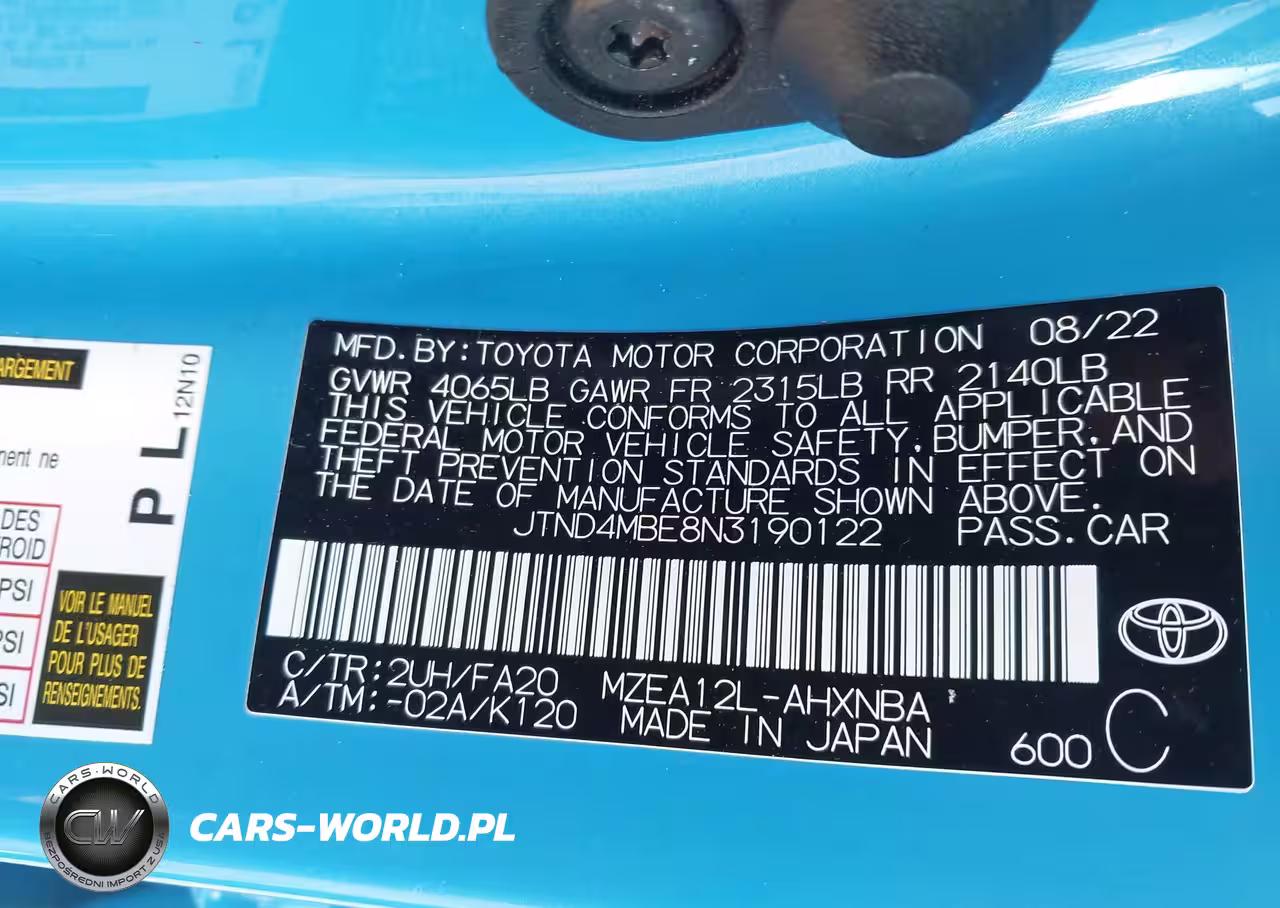 MFD.BY:TOYOTA MOTOR CORPORATION 08/22
GVWR 4065LB GAWR FR 2315LB RR 2140LB
THIS VEHICLE CONFORMS TO ALL APPLICABLE
FEDERAL MOTOR VEHICLE SAFETY, BUMPER, AND
THEFT PREVENTION STANDARDS IN EFFECT ON
THE DATE OF MANUFACTURE SHOWN ABOVE.
JTND4MBE8N3190122 PASS.CAR
C/TR:2UH/FA20 MZEA12L-AHXNBA
A/TM:-02A/K120 MADE IN JAPAN 600 C
ARGEMENT
ment ne
DES
ROID
PSI
PSI
SI
VOIR LE MANUEL
DE L'USAGER
POUR PLUS DE
RENSEIGNEMENTS.
P L 12N10
CARS-WORLD
CW
BEZPOŚREDNI IMPORT Z USA
CARS-WORLD.PL